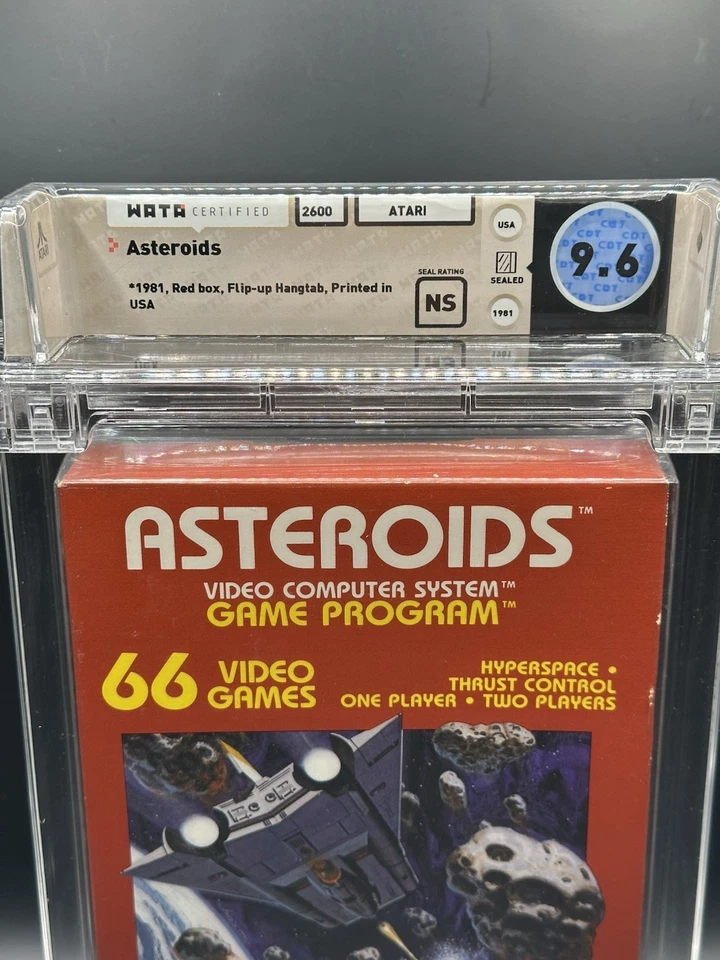 WATA CERTIFIED
2600
ATARI
Asteroids
*1981, Red box, Flip-up Hangtab, Printed in
USA
SEAL RATING
NS
USA
SEALED
1981
9.6
CDT
ATARI
ASTEROIDS™
VIDEO COMPUTER SYSTEM™
GAME PROGRAM™
66 VIDEO
GAMES
HYPERSPACE •
THRUST CONTROL
ONE PLAYER • TWO PLAYERS